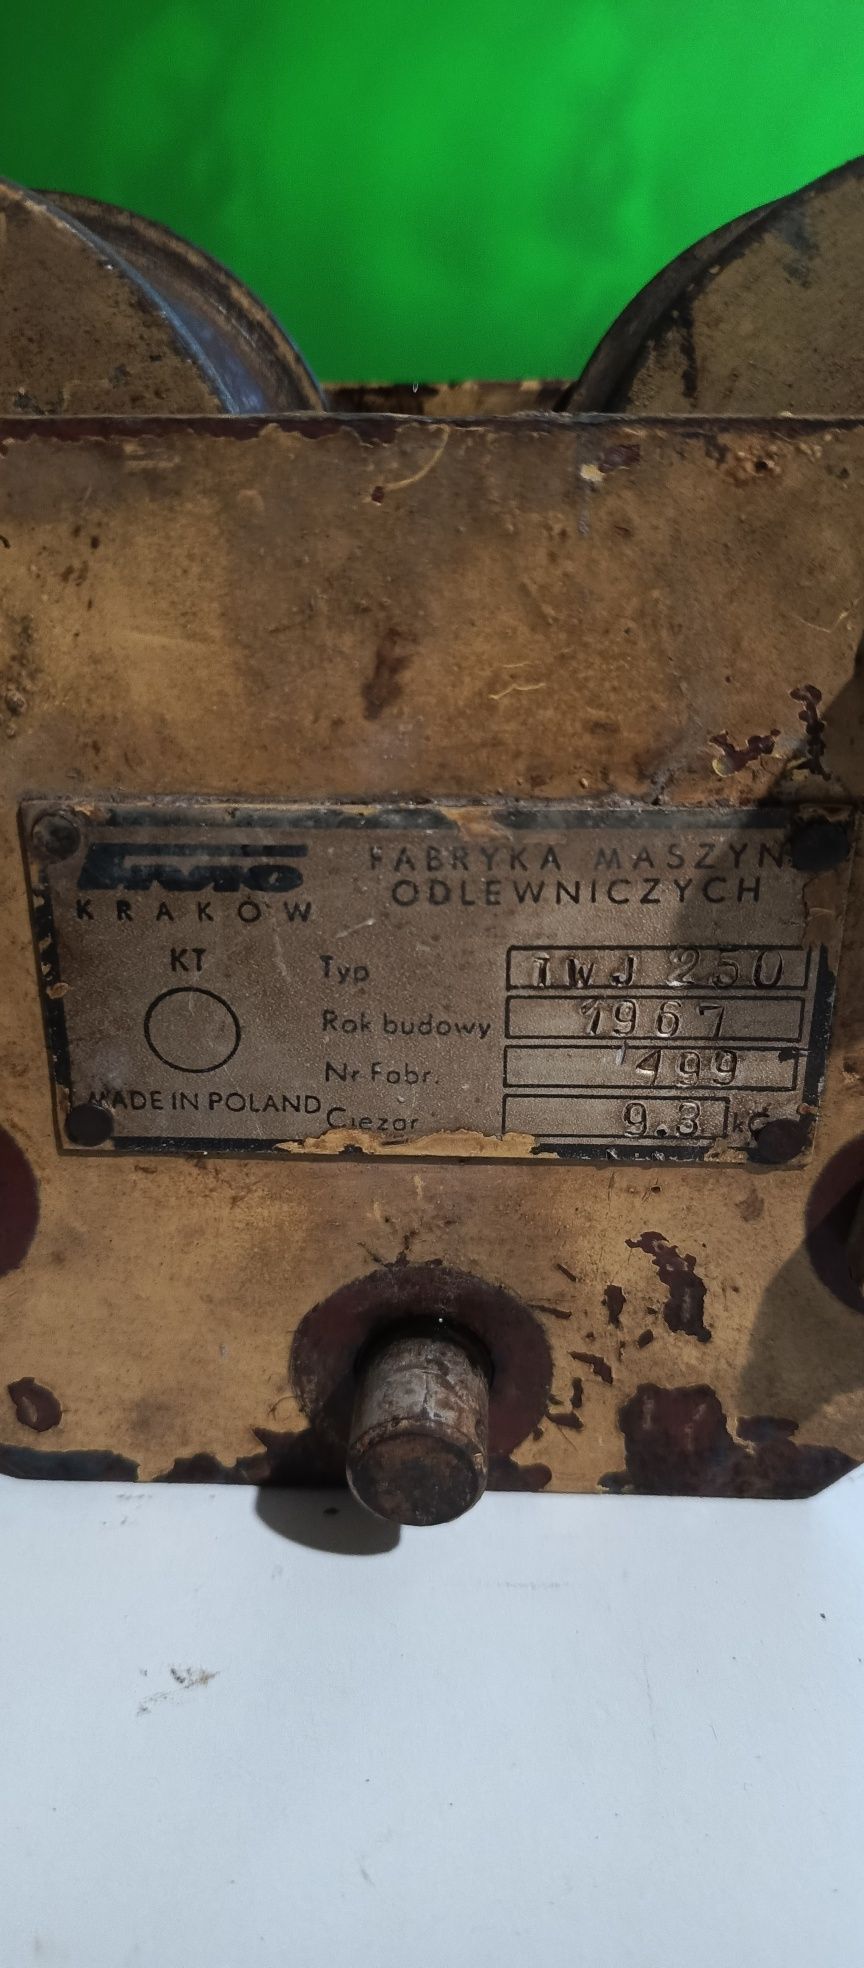 FMO
KRAKÓW
FABRYKA MASZYN
ODLEWNICZYCH
KT
MADE IN POLAND
Typ IWJ 250
Rok budowy 1967
Nr Fabr. 499
Ciężar 9.3 kG